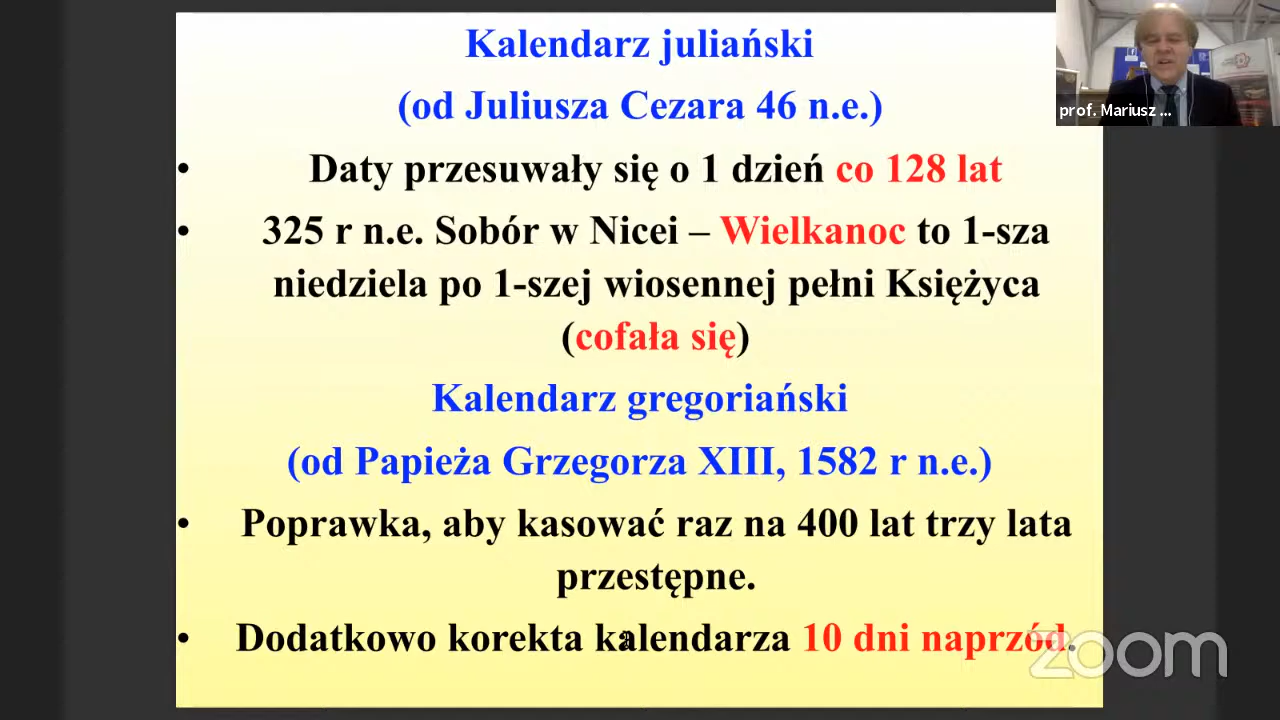 Kalendarz juliański
(od Juliusza Cezara 46 n.e.)
• Daty przesuwały się o 1 dzień co 128 lat
• 325 r n.e. Sobór w Nicei – Wielkanoc to 1-sza
niedziela po 1-szej wiosennej pełni Księżyca
(cofała się)
Kalendarz gregoriański
(od Papieża Grzegorza XIII, 1582 r n.e.)
• Poprawka, aby kasować raz na 400 lat trzy lata
przestępne.
• Dodatkowo korekta kalendarza 10 dni naprzód.
prof. Mariusz ...
zoom